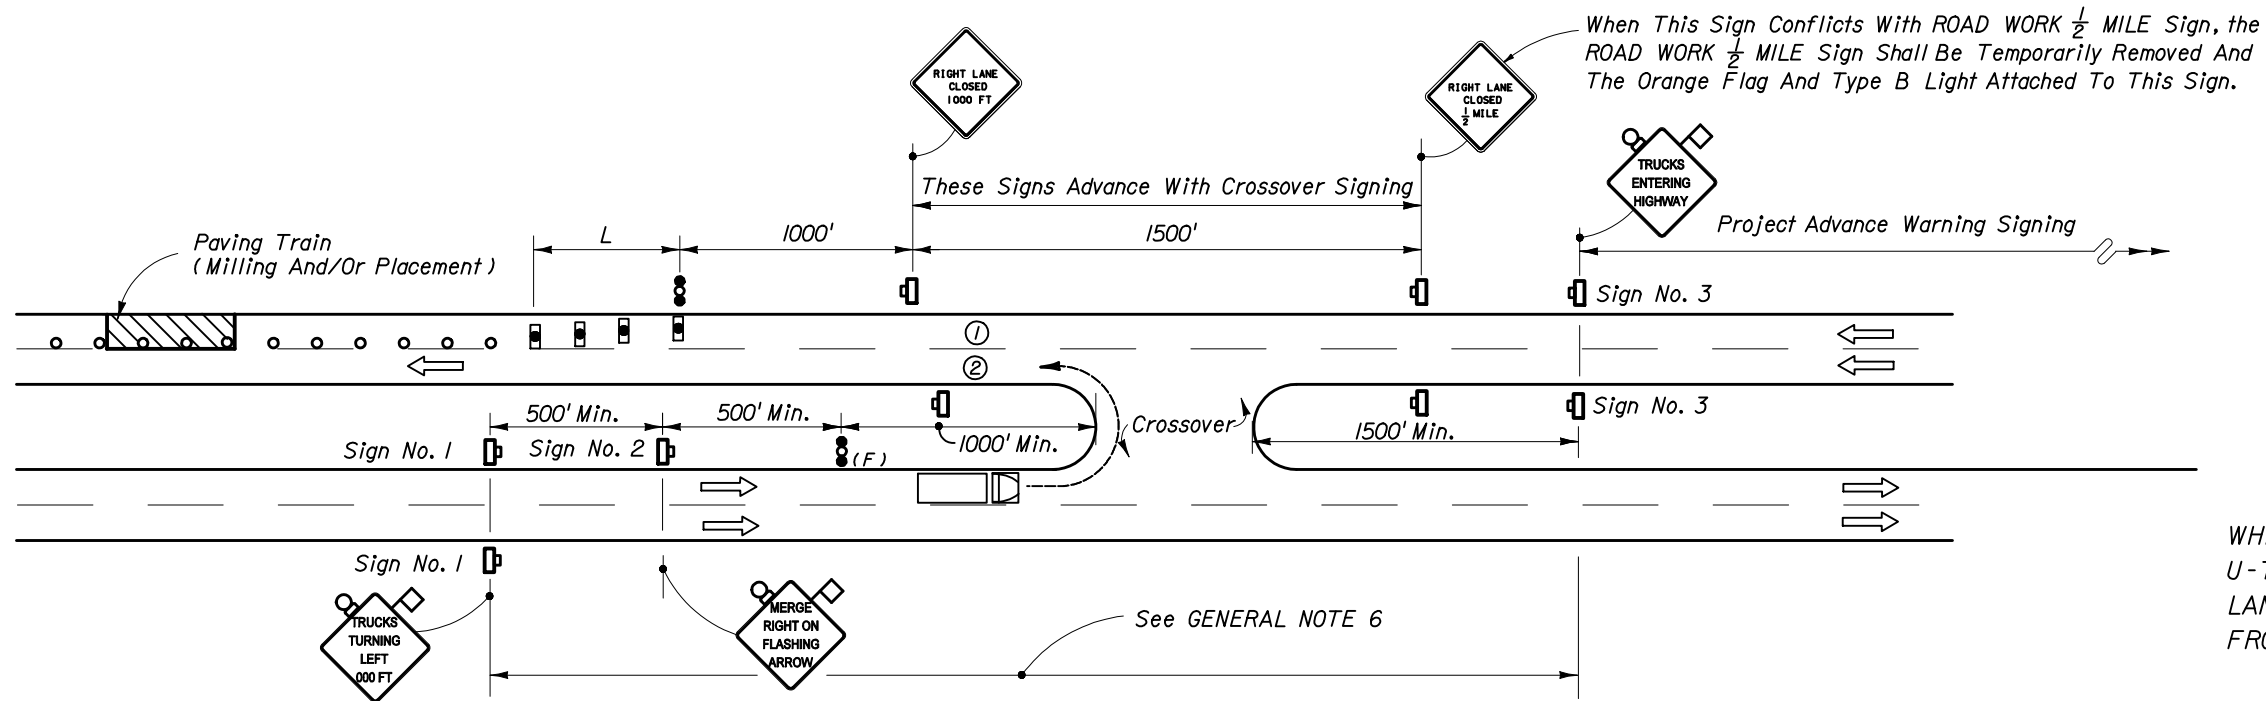 When This Sign Conflicts With ROAD WORK 1/2 MILE Sign, the
ROAD WORK 1/2 MILE Sign Shall Be Temporarily Removed And
The Orange Flag And Type B Light Attached To This Sign.
RIGHT LANE
CLOSED
1000 FT
RIGHT LANE
CLOSED
1/2 MILE
TRUCKS
ENTERING
HIGHWAY
These Signs Advance With Crossover Signing
Project Advance Warning Signing
Paving Train
(Milling And/Or Placement)
L
1000'
1500'
Sign No. 3
1
2
500' Min.
500' Min.
1000' Min.
Crossover
1500' Min.
Sign No. 3
Sign No. 1
Sign No. 2
(F)
Sign No. 1
TRUCKS
TURNING
LEFT
000 FT
MERGE
RIGHT ON
FLASHING
ARROW
See GENERAL NOTE 6
WH
U-T
LAN
FRO